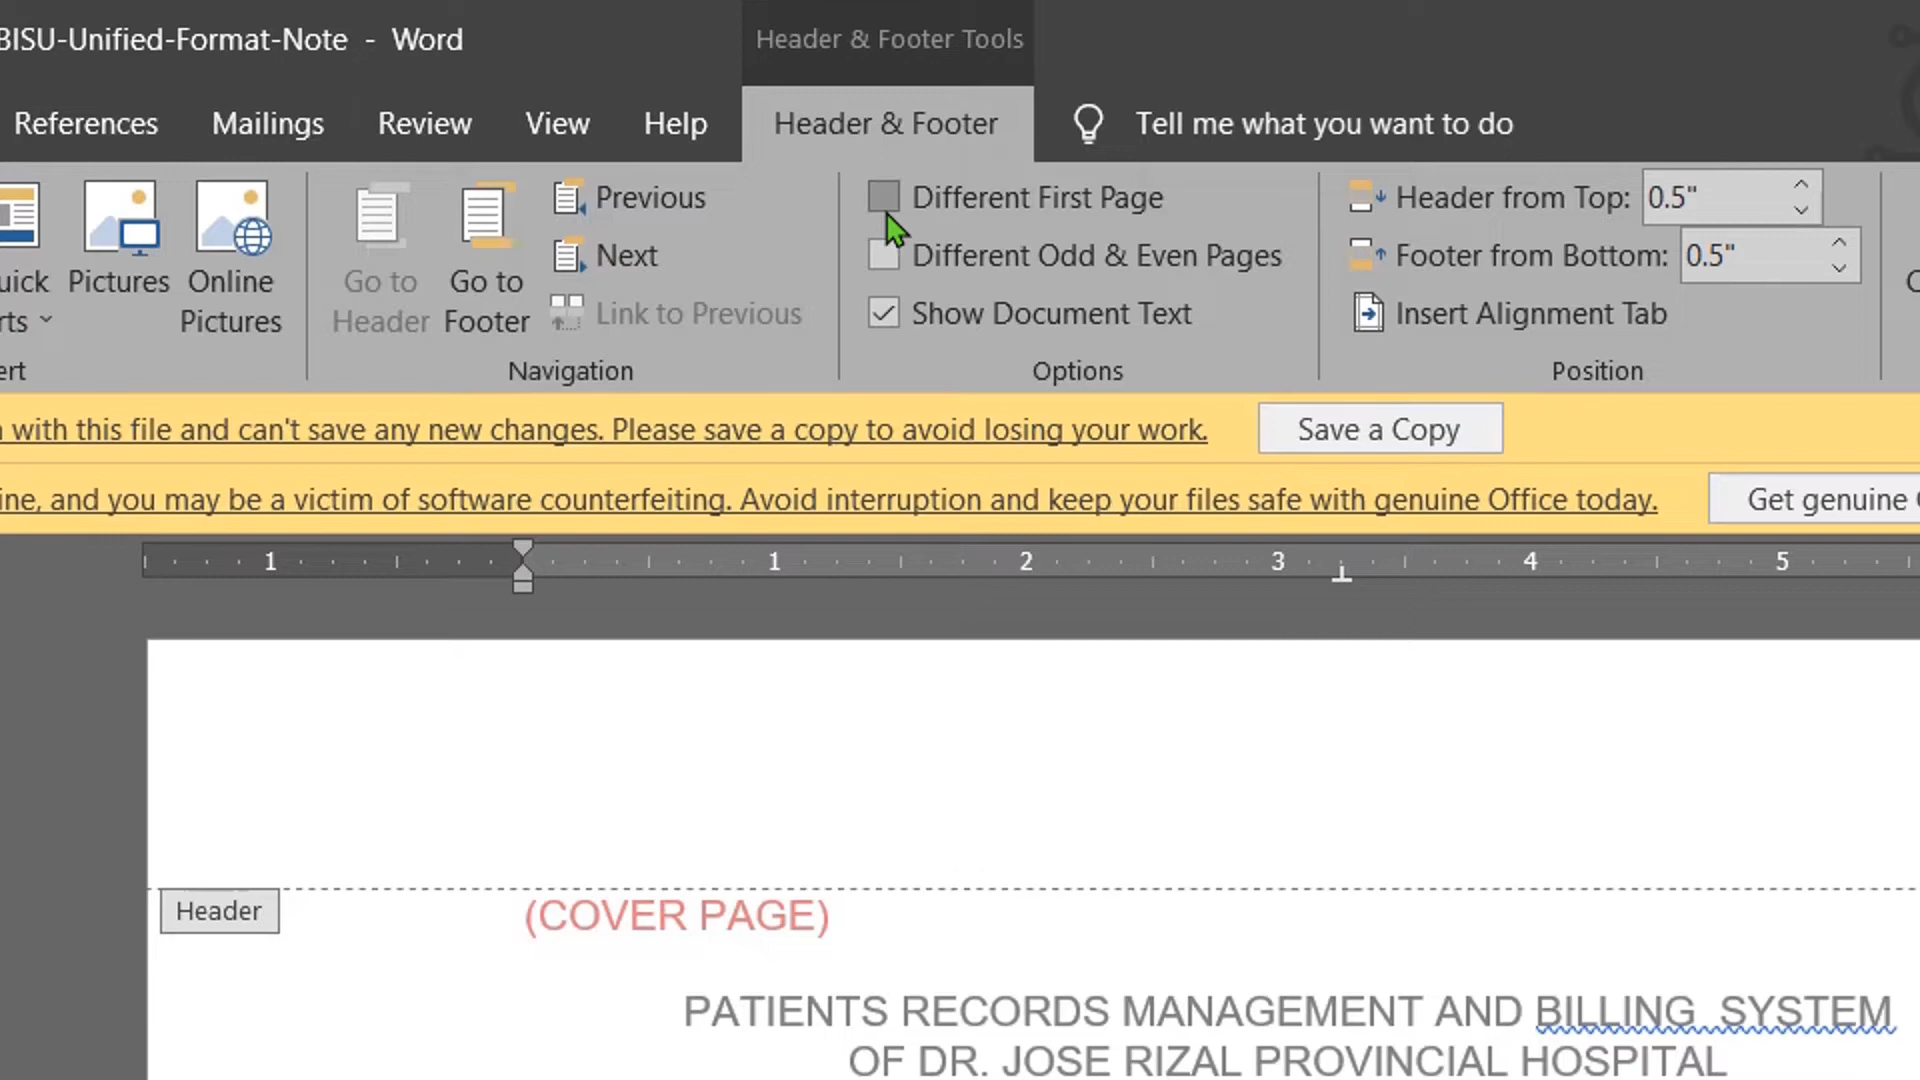 BISU-Unified-Format-Note - Word
Header & Footer Tools
References Mailings Review View Help Header & Footer Tell me what you want to do
Pictures
Online
Pictures
Go to
Header
Go to
Footer
Previous
Next
Link to Previous
Navigation
Different First Page
Different Odd & Even Pages
Show Document Text
Options
Header from Top: 0.5"
Footer from Bottom: 0.5"
Insert Alignment Tab
Position
with this file and can't save any new changes. Please save a copy to avoid losing your work. Save a Copy
ine, and you may be a victim of software counterfeiting. Avoid interruption and keep your files safe with genuine Office today. Get genuine
1 1 2 3 4 5
Header
(COVER PAGE)
PATIENTS RECORDS MANAGEMENT AND BILLING SYSTEM
OF DR. JOSE RIZAL PROVINCIAL HOSPITAL